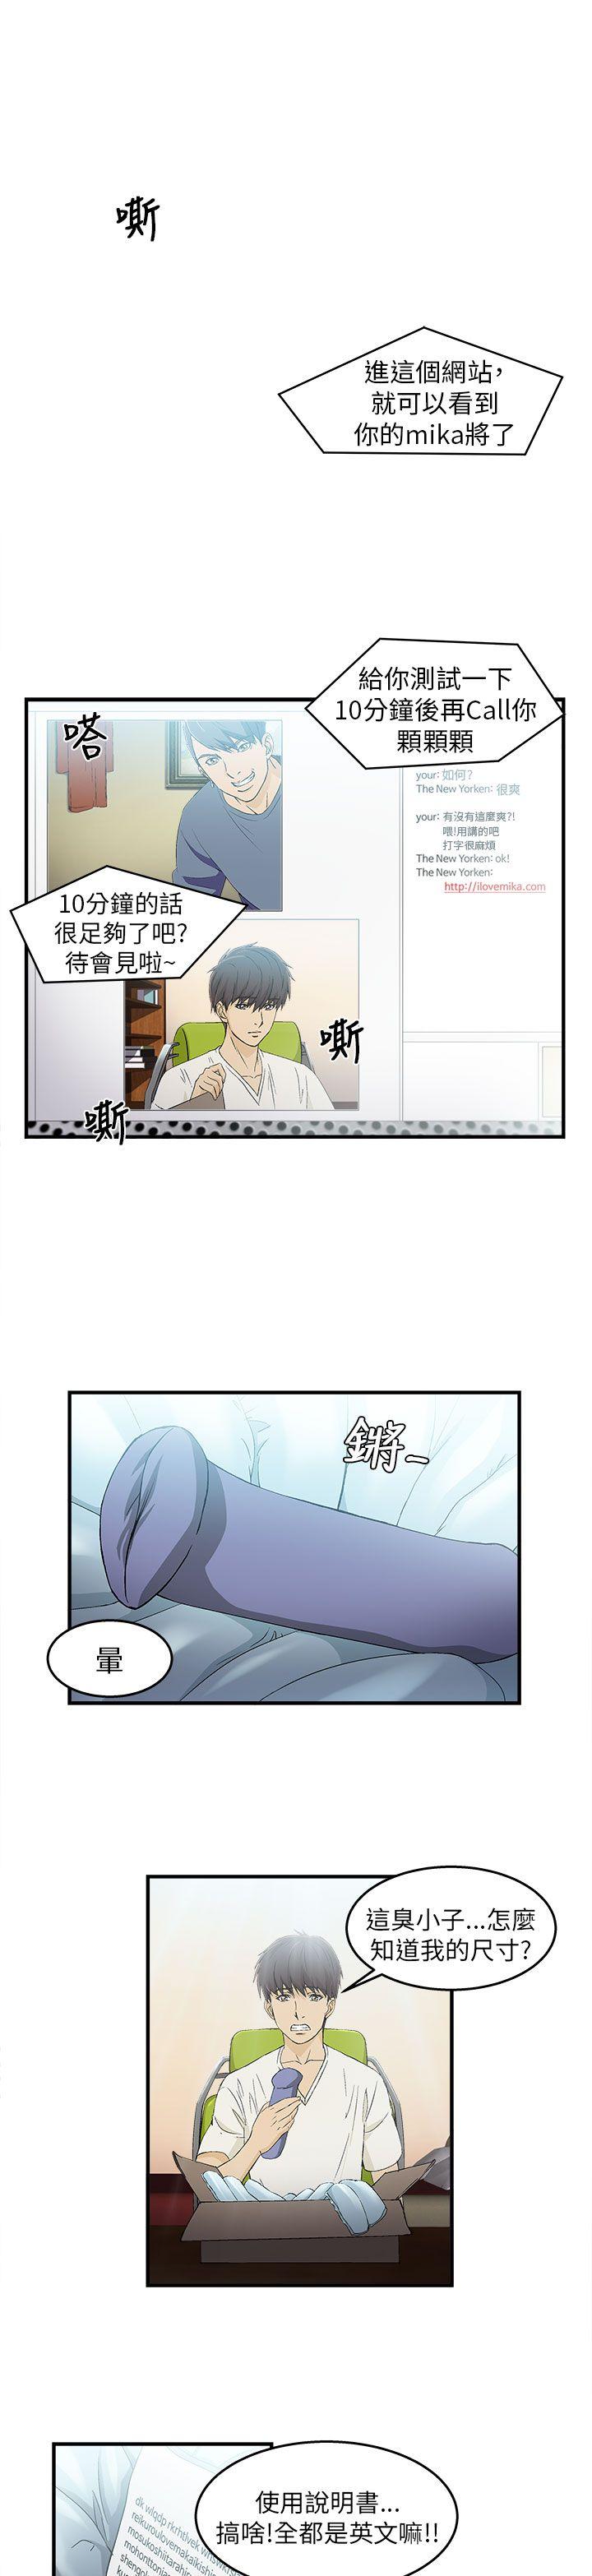 嘶
進這個網站,
就可以看到
你的mika將了
給你測試一下
10分鐘後再Call你
顆顆顆
嗒
your: 如何?
The New Yorken: 很爽
your: 有沒有這麼爽?!
喂!用講的吧
打字很麻煩
The New Yorken: ok!
The New Yorken:
http://ilovemika.com
10分鐘的話
很足夠了吧?
待會見啦~
嘶
嘶
鏘~
暈
這臭小子...怎麼
知道我的尺寸?
使用說明書...
搞啥!全都是英文嘛!!
dk wlqdp rkrhtivek
reikuroulovemakaikishi
mosukoshiitarahir